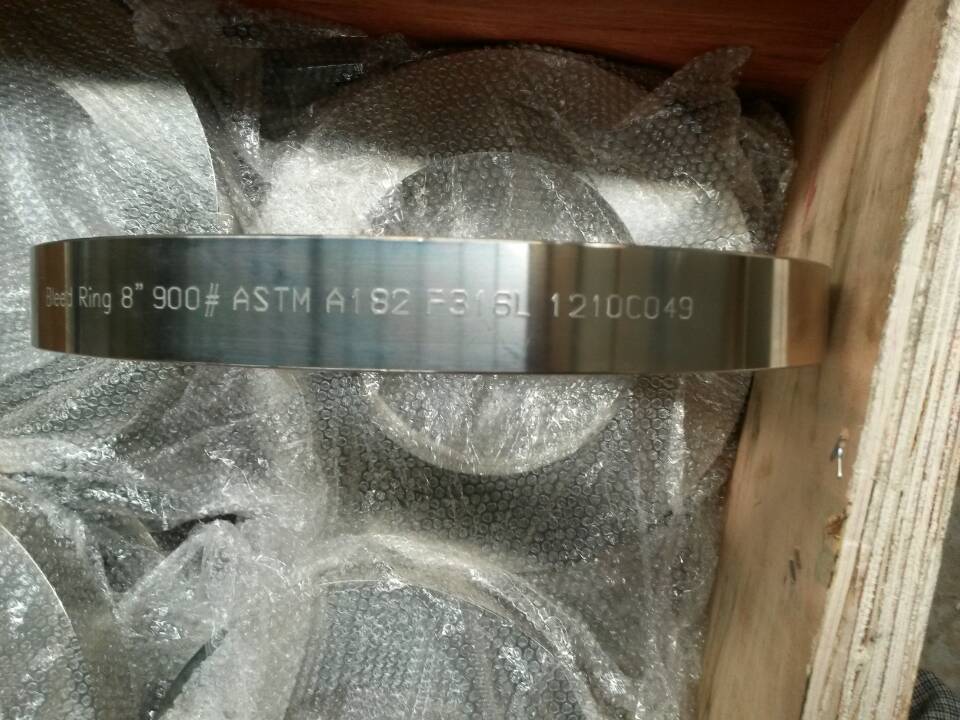 Bleed Ring 8" 900# ASTM A182 F316L 1210C049